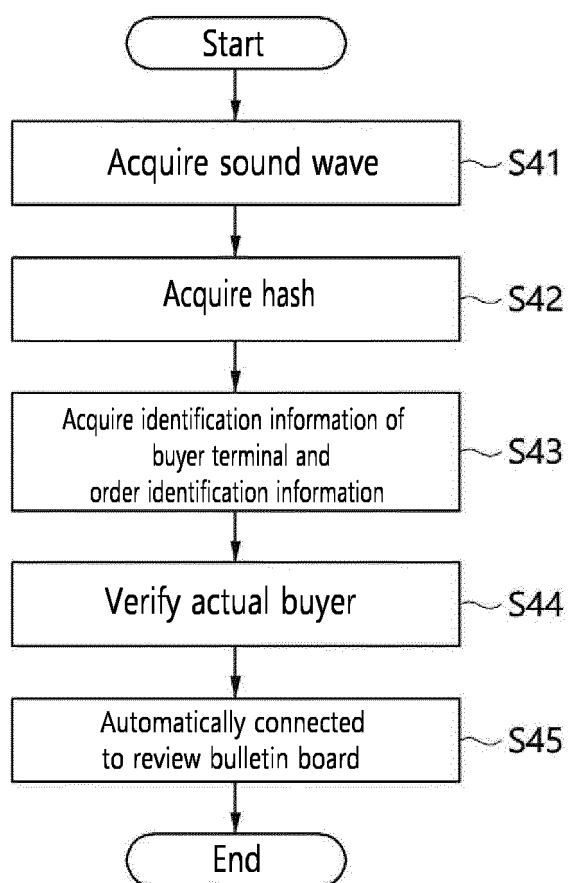 Start
Acquire sound wave
S41
Acquire hash
S42
Acquire identification information of
buyer terminal and
order identification information
S43
Verify actual buyer
S44
Automatically connected
to review bulletin board
S45
End